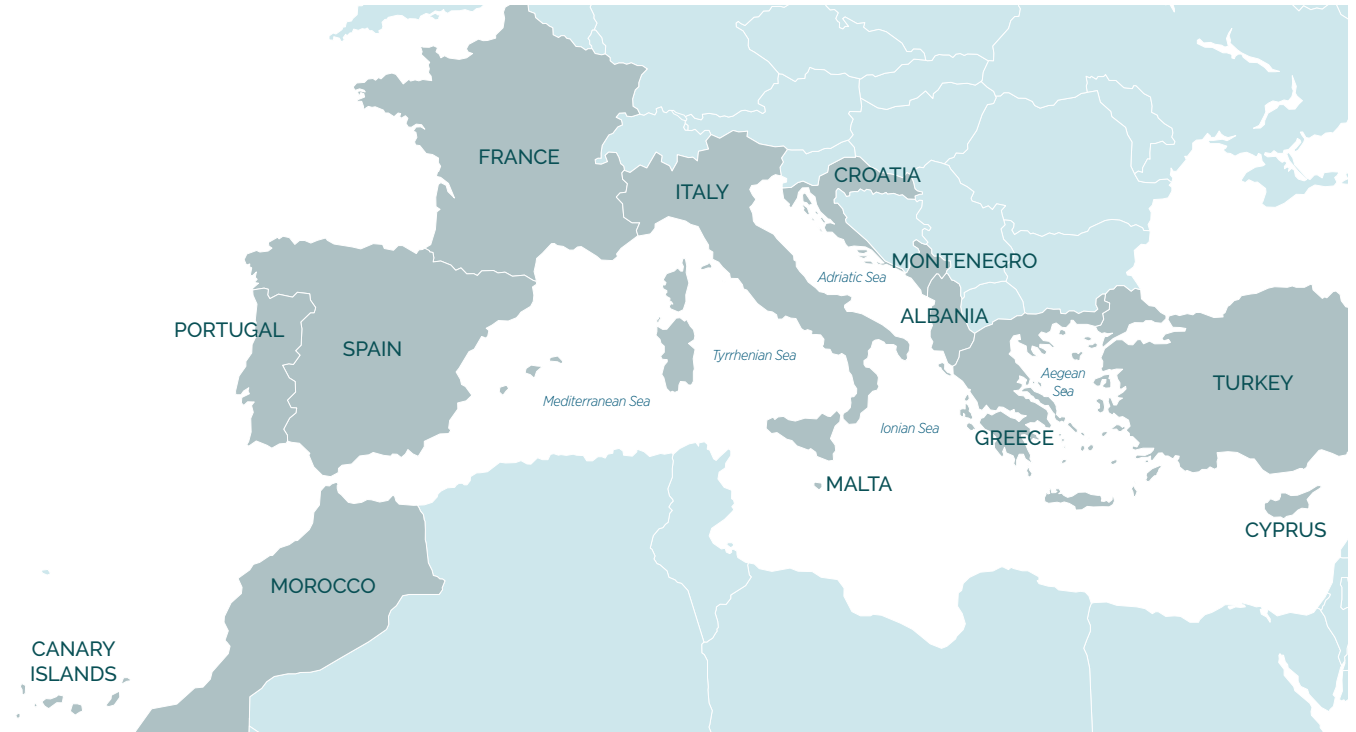 FRANCE
CROATIA
ITALY
MONTENEGRO
Adriatic Sea
ALBANIA
PORTUGAL
SPAIN
Tyrrhenian Sea
Aegean
Sea
TURKEY
Mediterranean Sea
Ionian Sea
GREECE
MALTA
CYPRUS
MOROCCO
CANARY
ISLANDS